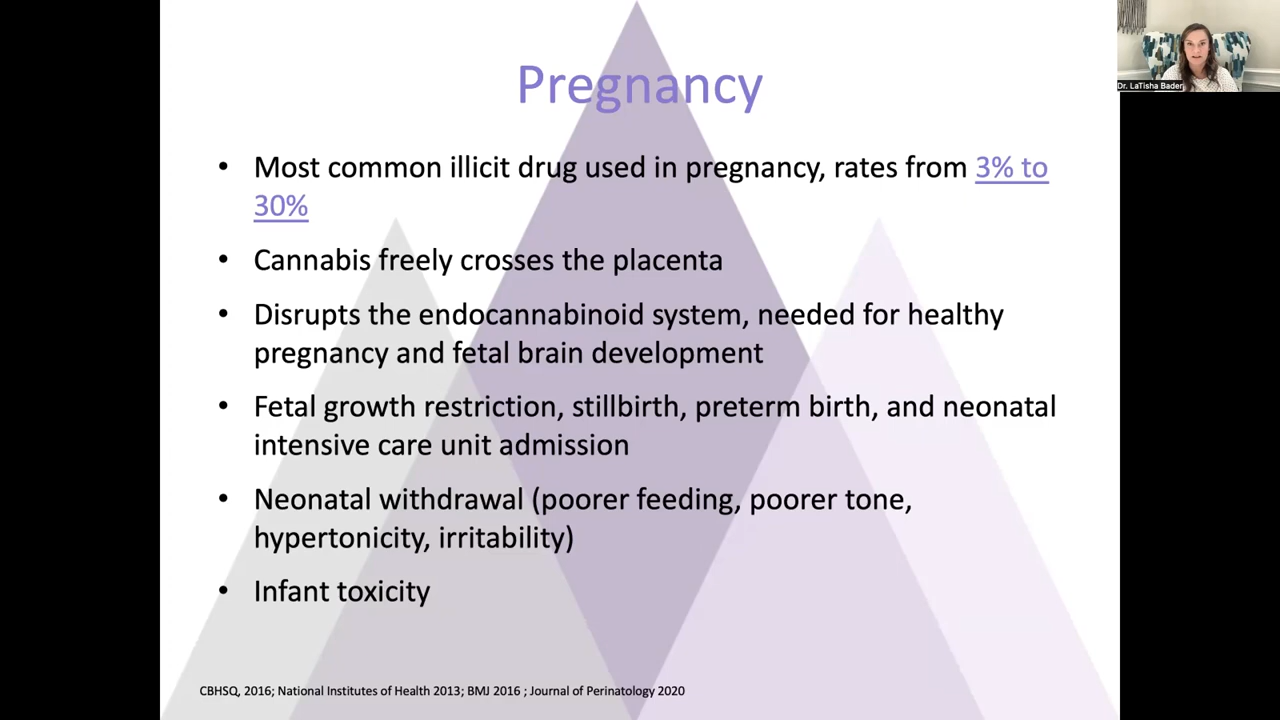 Pregnancy
• Most common illicit drug used in pregnancy, rates from 3% to
30%
• Cannabis freely crosses the placenta
• Disrupts the endocannabinoid system, needed for healthy
pregnancy and fetal brain development
• Fetal growth restriction, stillbirth, preterm birth, and neonatal
intensive care unit admission
• Neonatal withdrawal (poorer feeding, poorer tone,
hypertonicity, irritability)
• Infant toxicity
CBHSQ, 2016; National Institutes of Health 2013; BMJ 2016 ; Journal of Perinatology 2020
Dr. LaTisha Bader